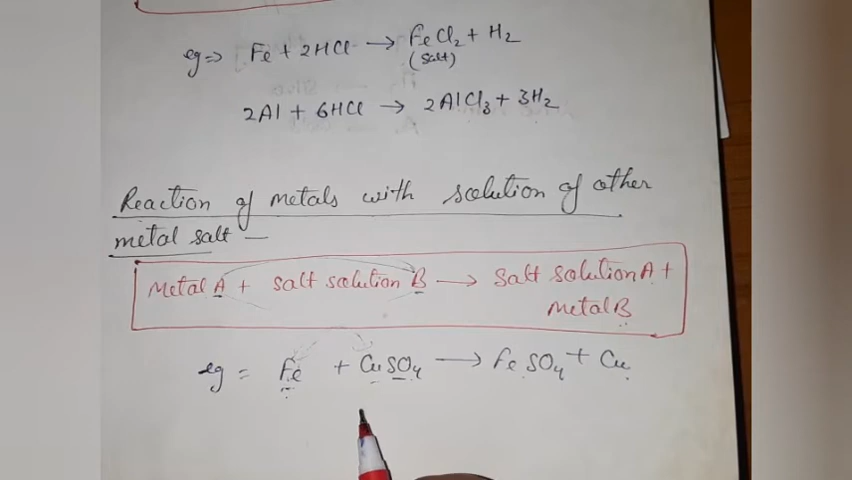 eg => Fe + 2HCl → FeCl₂ + H₂
(salt)
2Al + 6HCl → 2AlCl₃ + 3H₂
Reaction of metals with solution of other
metal salt —
Metal A + salt solution B → salt solution A +
Metal B
eg = Fe + CuSO₄ → FeSO₄ + Cu